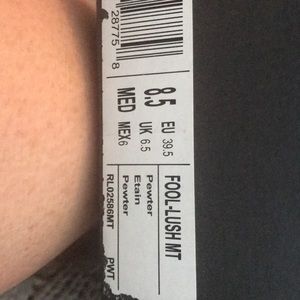 28775 8
8.5 EU 39.5
MED UK 6.5
MEX6
FOOL-LUSH MT
Pewter
Etain
Pewter
RL02586MT PWT